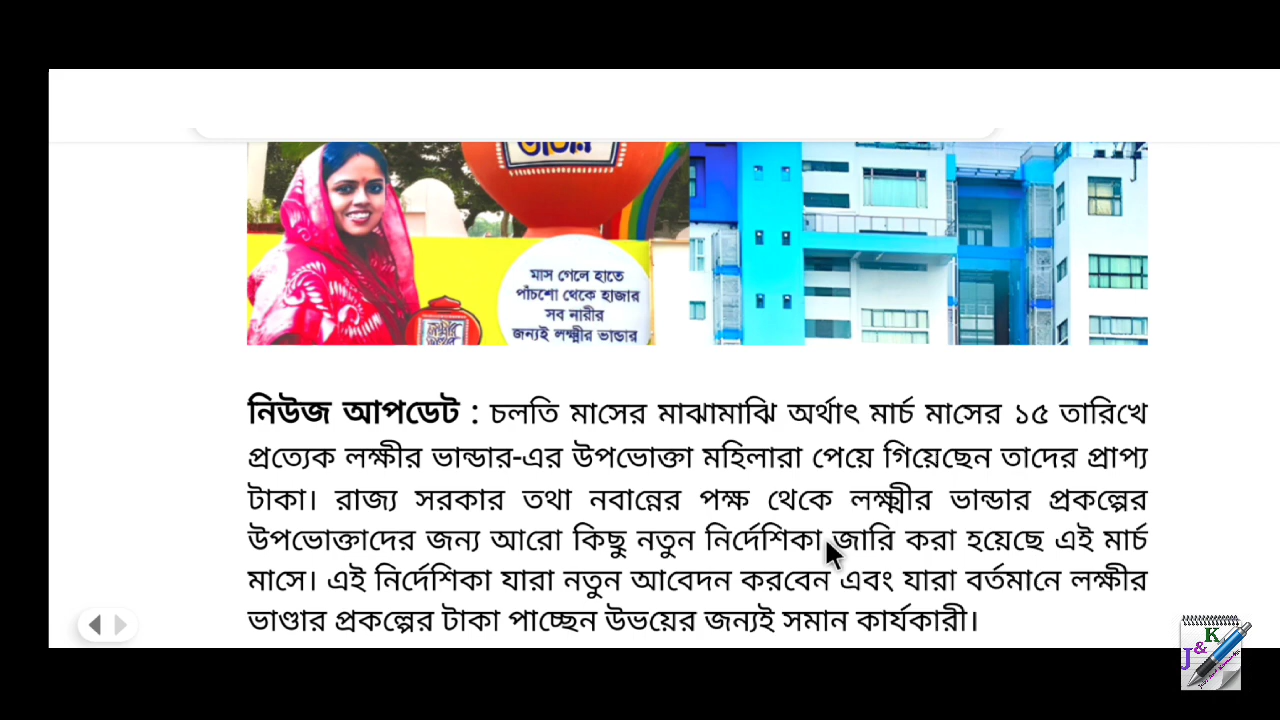 ভান্ডার
মাস গেলে হাতে
পাঁচশো থেকে হাজার
সব নারীর
জন্যই লক্ষ্মীর ভান্ডার
লক্ষ্মীর
ভান্ডার
নিউজ আপডেট : চলতি মাসের মাঝামাঝি অর্থাৎ মার্চ মাসের ১৫ তারিখে
প্রত্যেক লক্ষীর ভান্ডার-এর উপভোক্তা মহিলারা পেয়ে গিয়েছেন তাদের প্রাপ্য
টাকা। রাজ্য সরকার তথা নবান্নের পক্ষ থেকে লক্ষ্মীর ভান্ডার প্রকল্পের
উপভোক্তাদের জন্য আরো কিছু নতুন নির্দেশিকা জারি করা হয়েছে এই মার্চ
মাসে। এই নির্দেশিকা যারা নতুন আবেদন করবেন এবং যারা বর্তমানে লক্ষীর
ভাণ্ডার প্রকল্পের টাকা পাচ্ছেন উভয়ের জন্যই সমান কার্যকারী।
J & K